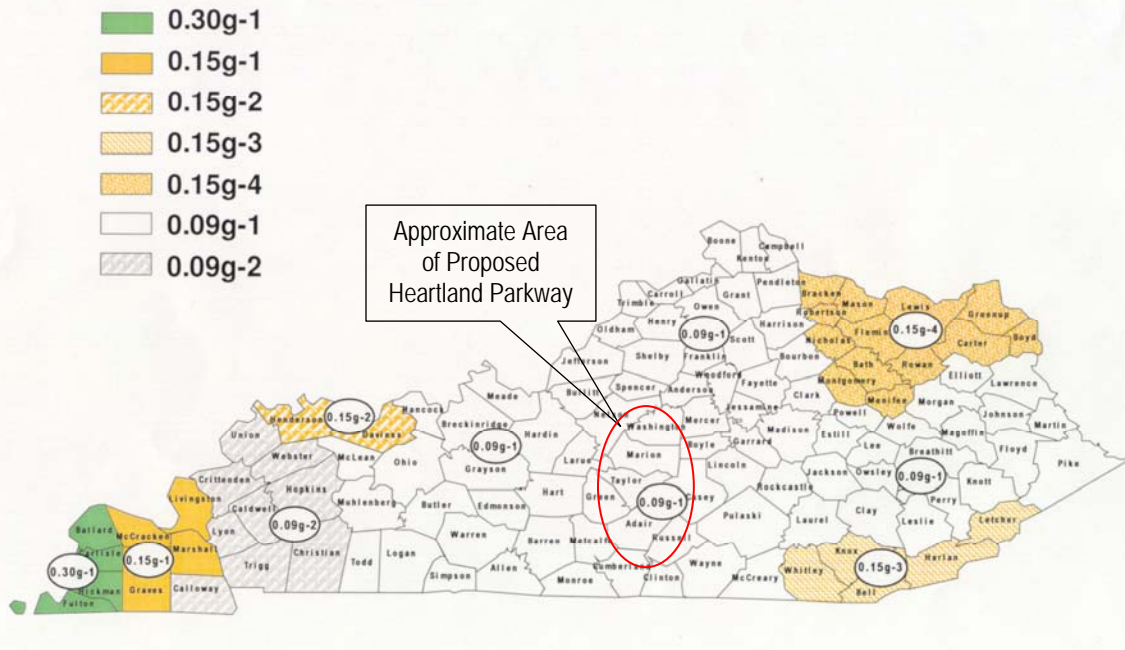 0.30g-1
0.15g-1
0.15g-2
0.15g-3
0.15g-4
0.09g-1
0.09g-2
Approximate Area
of Proposed
Heartland Parkway
Boone
Campbell
Kenton
Gallatin
Pendleton
Carroll
Grant
Trimble
Owen
Bracken
Mason
Lewis
Robertson
Greenup
Henry
0.09g-1
Harrison
Fleming
0.15g-4
Oldham
Scott
Nicholas
Carter
Boyd
Shelby
Franklin
Bourbon
Jefferson
Bath
Rowan
Elliott
Woodford
Fayette
Montgomery
Lawrence
Spencer
Anderson
Clark
Menifee
Morgan
Bullitt
Meade
Hancock
Nelson
Mercer
Jessamine
Powell
Johnson
Martin
Henderson
0.15g-2
Daviess
Breckinridge
Washington
Madison
Wolfe
Magoffin
Union
Hardin
Boyle
Garrard
Estill
Lee
Breathitt
Floyd
Webster
McLean
Ohio
0.09g-1
Larue
Marion
Lincoln
Jackson
Owsley
0.09g-1
Knott
Pike
Crittenden
Grayson
Taylor
Rockcastle
Perry
Livingston
Hopkins
Muhlenberg
Butler
Edmonson
Hart
Green
0.09g-1
Casey
Clay
Caldwell
Pulaski
Laurel
Leslie
Letcher
Ballard
McCracken
Lyon
0.09g-2
Warren
Adair
Russell
Harlan
Carlisle
0.15g-1
Marshall
Christian
Barren
Metcalfe
Knox
0.30g-1
Trigg
Todd
Logan
Allen
Cumberland
Wayne
Whitley
0.15g-3
Hickman
Graves
Calloway
Simpson
Monroe
Clinton
McCreary
Bell
Fulton